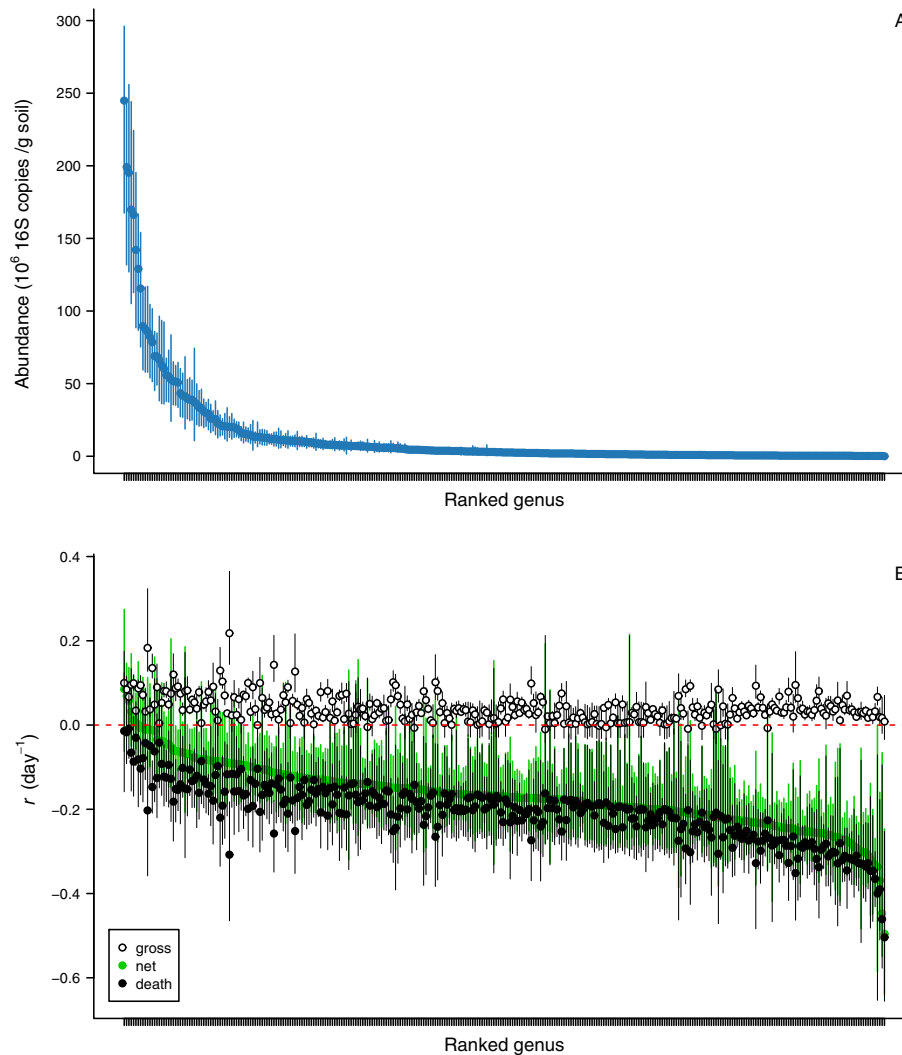 A
300
250
200
150
100
50
0
Abundance (10⁶ 16S copies /g soil)
Ranked genus
B
0.4
0.2
0.0
−0.2
−0.4
−0.6
r (day⁻¹)
gross
net
death
Ranked genus